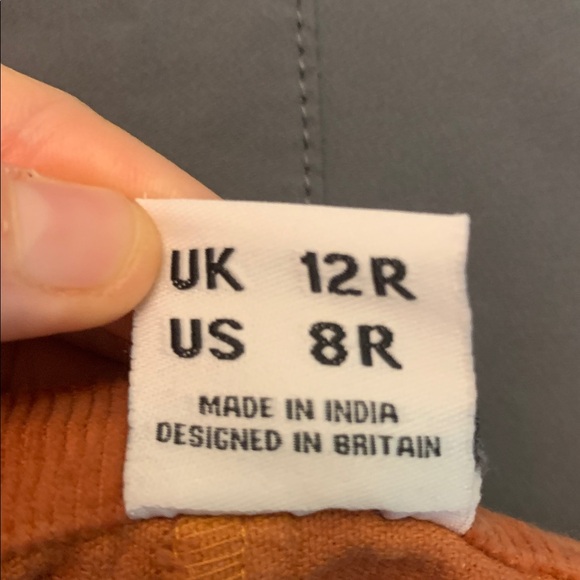 UK 12R
US 8R
MADE IN INDIA
DESIGNED IN BRITAIN